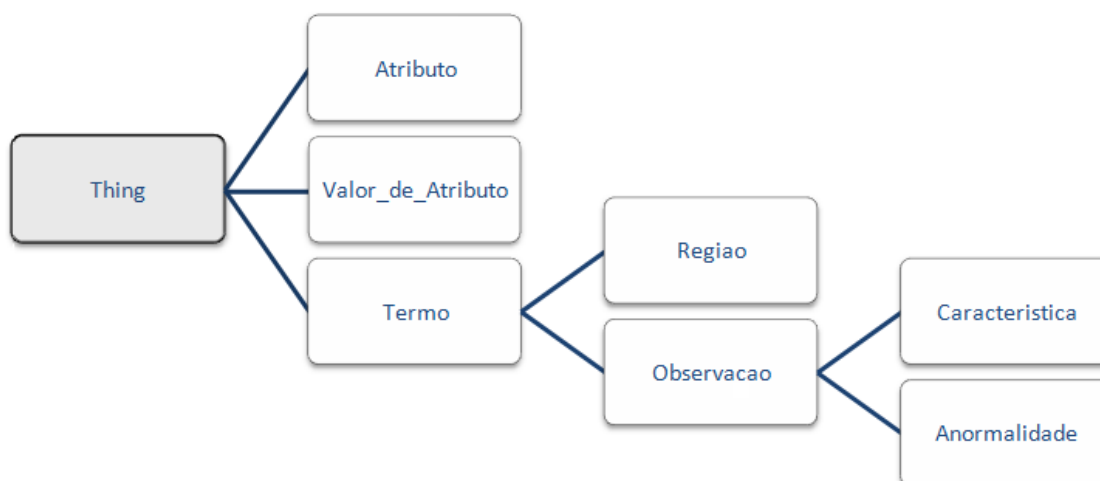 Thing
Atributo
Valor_de_Atributo
Termo
Regiao
Observacao
Caracteristica
Anormalidade